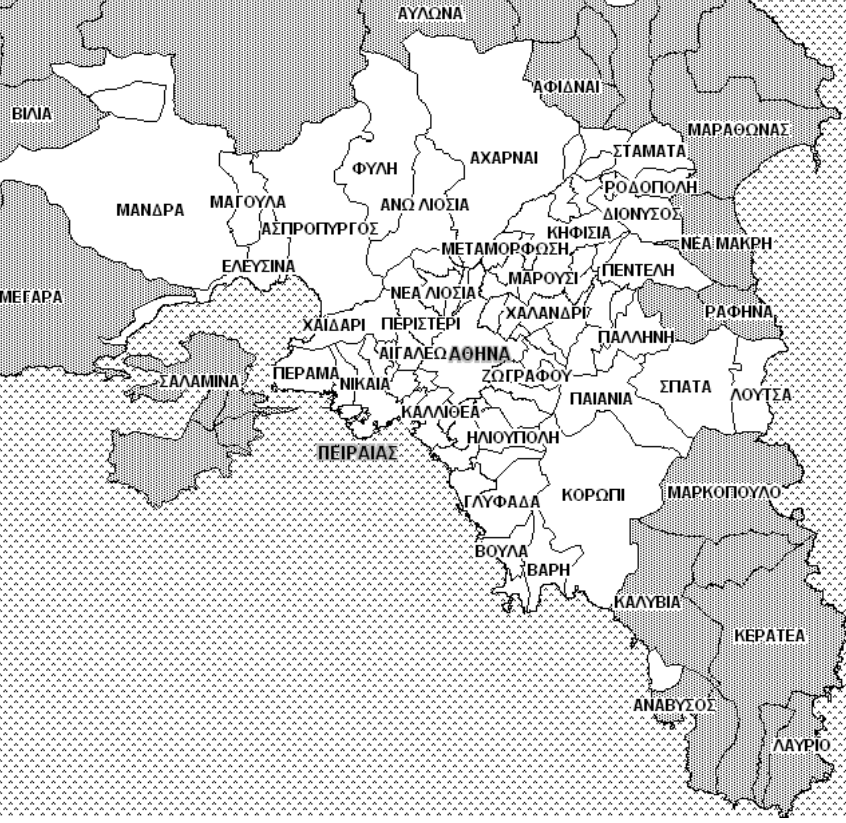 ΑΥΛΩΝΑ
ΑΦΙΔΝΑΙ
ΒΙΛΙΑ
ΜΑΡΑΘΩΝΑΣ
ΣΤΑΜΑΤΑ
ΑΧΑΡΝΑΙ
ΦΥΛΗ
ΡΟΔΟΠΟΛΗ
ΜΑΓΟΥΛΑ
ΑΝΩ ΛΙΟΣΙΑ
ΜΑΝΔΡΑ
ΔΙΟΝΥΣΟΣ
ΑΣΠΡΟΠΥΡΓΟΣ
ΚΗΦΙΣΙΑ
ΝΕΑ ΜΑΚΡΗ
ΜΕΤΑΜΟΡΦΩΣΗ
ΕΛΕΥΣΙΝΑ
ΠΕΝΤΕΛΗ
ΜΑΡΟΥΣΙ
ΝΕΑ ΛΙΟΣΙΑ
ΜΕΓΑΡΑ
ΡΑΦΗΝΑ
ΧΑΛΑΝΔΡΙ
ΧΑΙΔΑΡΙ
ΠΕΡΙΣΤΕΡΙ
ΠΑΛΛΗΝΗ
ΑΙΓΑΛΕΩ
ΑΘΗΝΑ
ΠΕΡΑΜΑ
ΖΩΓΡΑΦΟΥ
ΣΑΛΑΜΙΝΑ
ΝΙΚΑΙΑ
ΣΠΑΤΑ
ΛΟΥΤΣΑ
ΠΑΙΑΝΙΑ
ΚΑΛΛΙΘΕΑ
ΗΛΙΟΥΠΟΛΗ
ΠΕΙΡΑΙΑΣ
ΜΑΡΚΟΠΟΥΛΟ
ΚΟΡΩΠΙ
ΓΛΥΦΑΔΑ
ΒΟΥΛΑ
ΒΑΡΗ
ΚΑΛΥΒΙΑ
ΚΕΡΑΤΕΑ
ΑΝΑΒΥΣΟΣ
ΛΑΥΡΙΟ